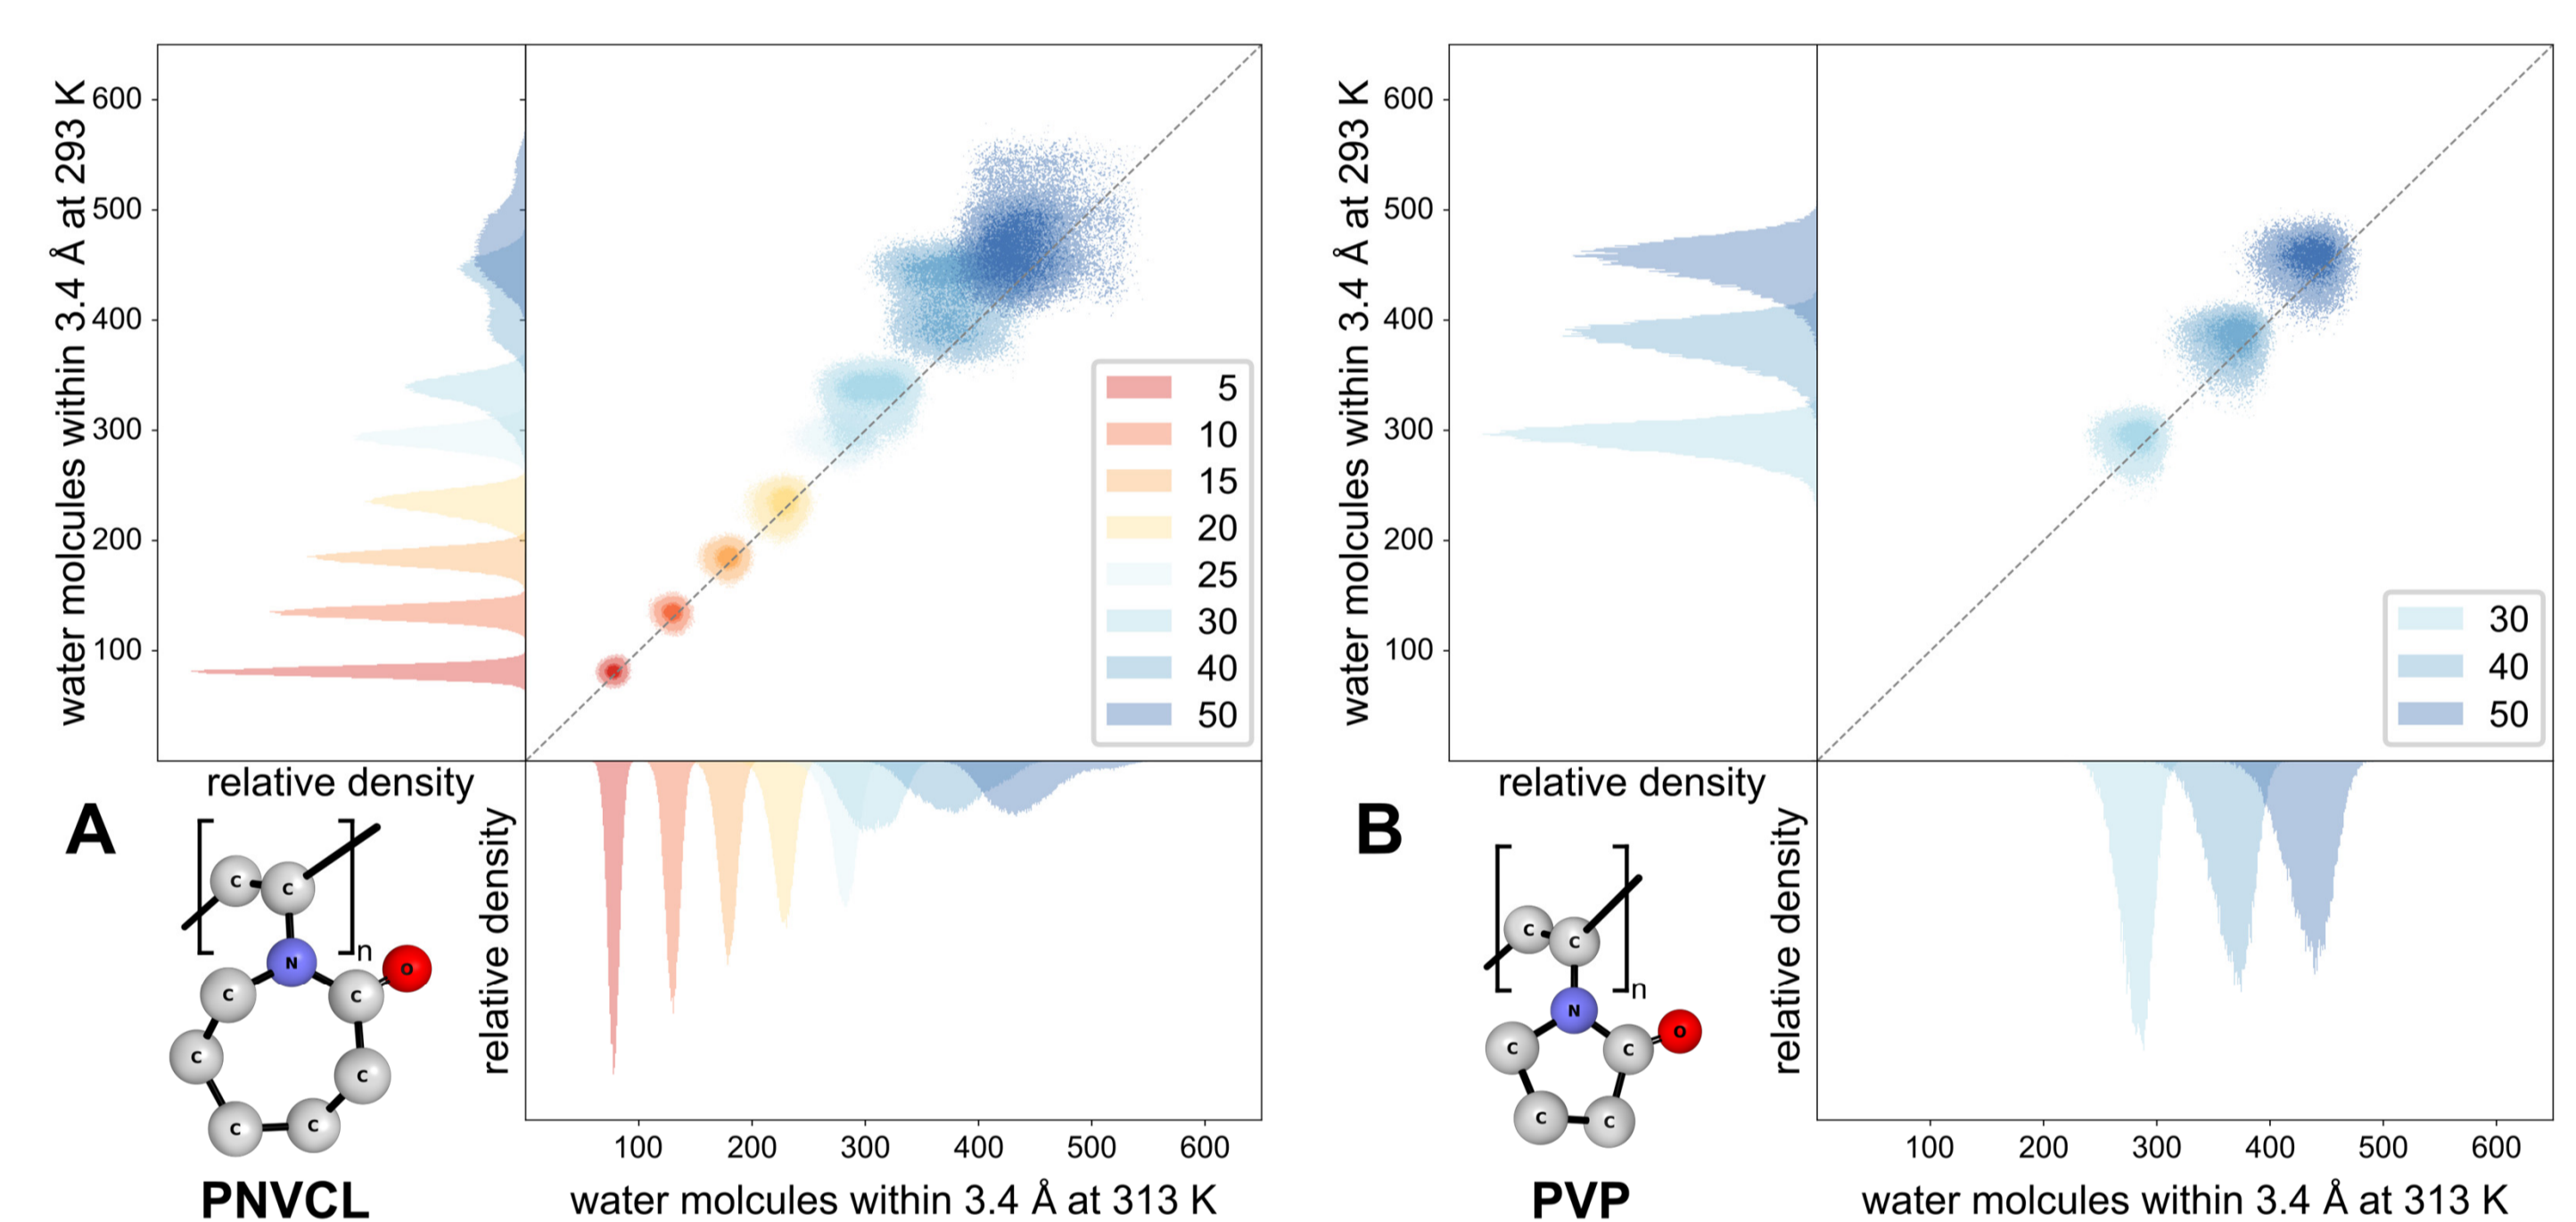 water molcules within 3.4 Å at 293 K
600
500
400
300
200
100
5
10
15
20
25
30
40
50
relative density
relative density
100
200
300
400
500
600
water molcules within 3.4 Å at 313 K
A
C
C
n
N
O
C
C
C
C
C
C
PNVCL
water molcules within 3.4 Å at 293 K
600
500
400
300
200
100
30
40
50
relative density
relative density
100
200
300
400
500
600
water molcules within 3.4 Å at 313 K
B
C
C
n
N
O
C
C
C
C
PVP